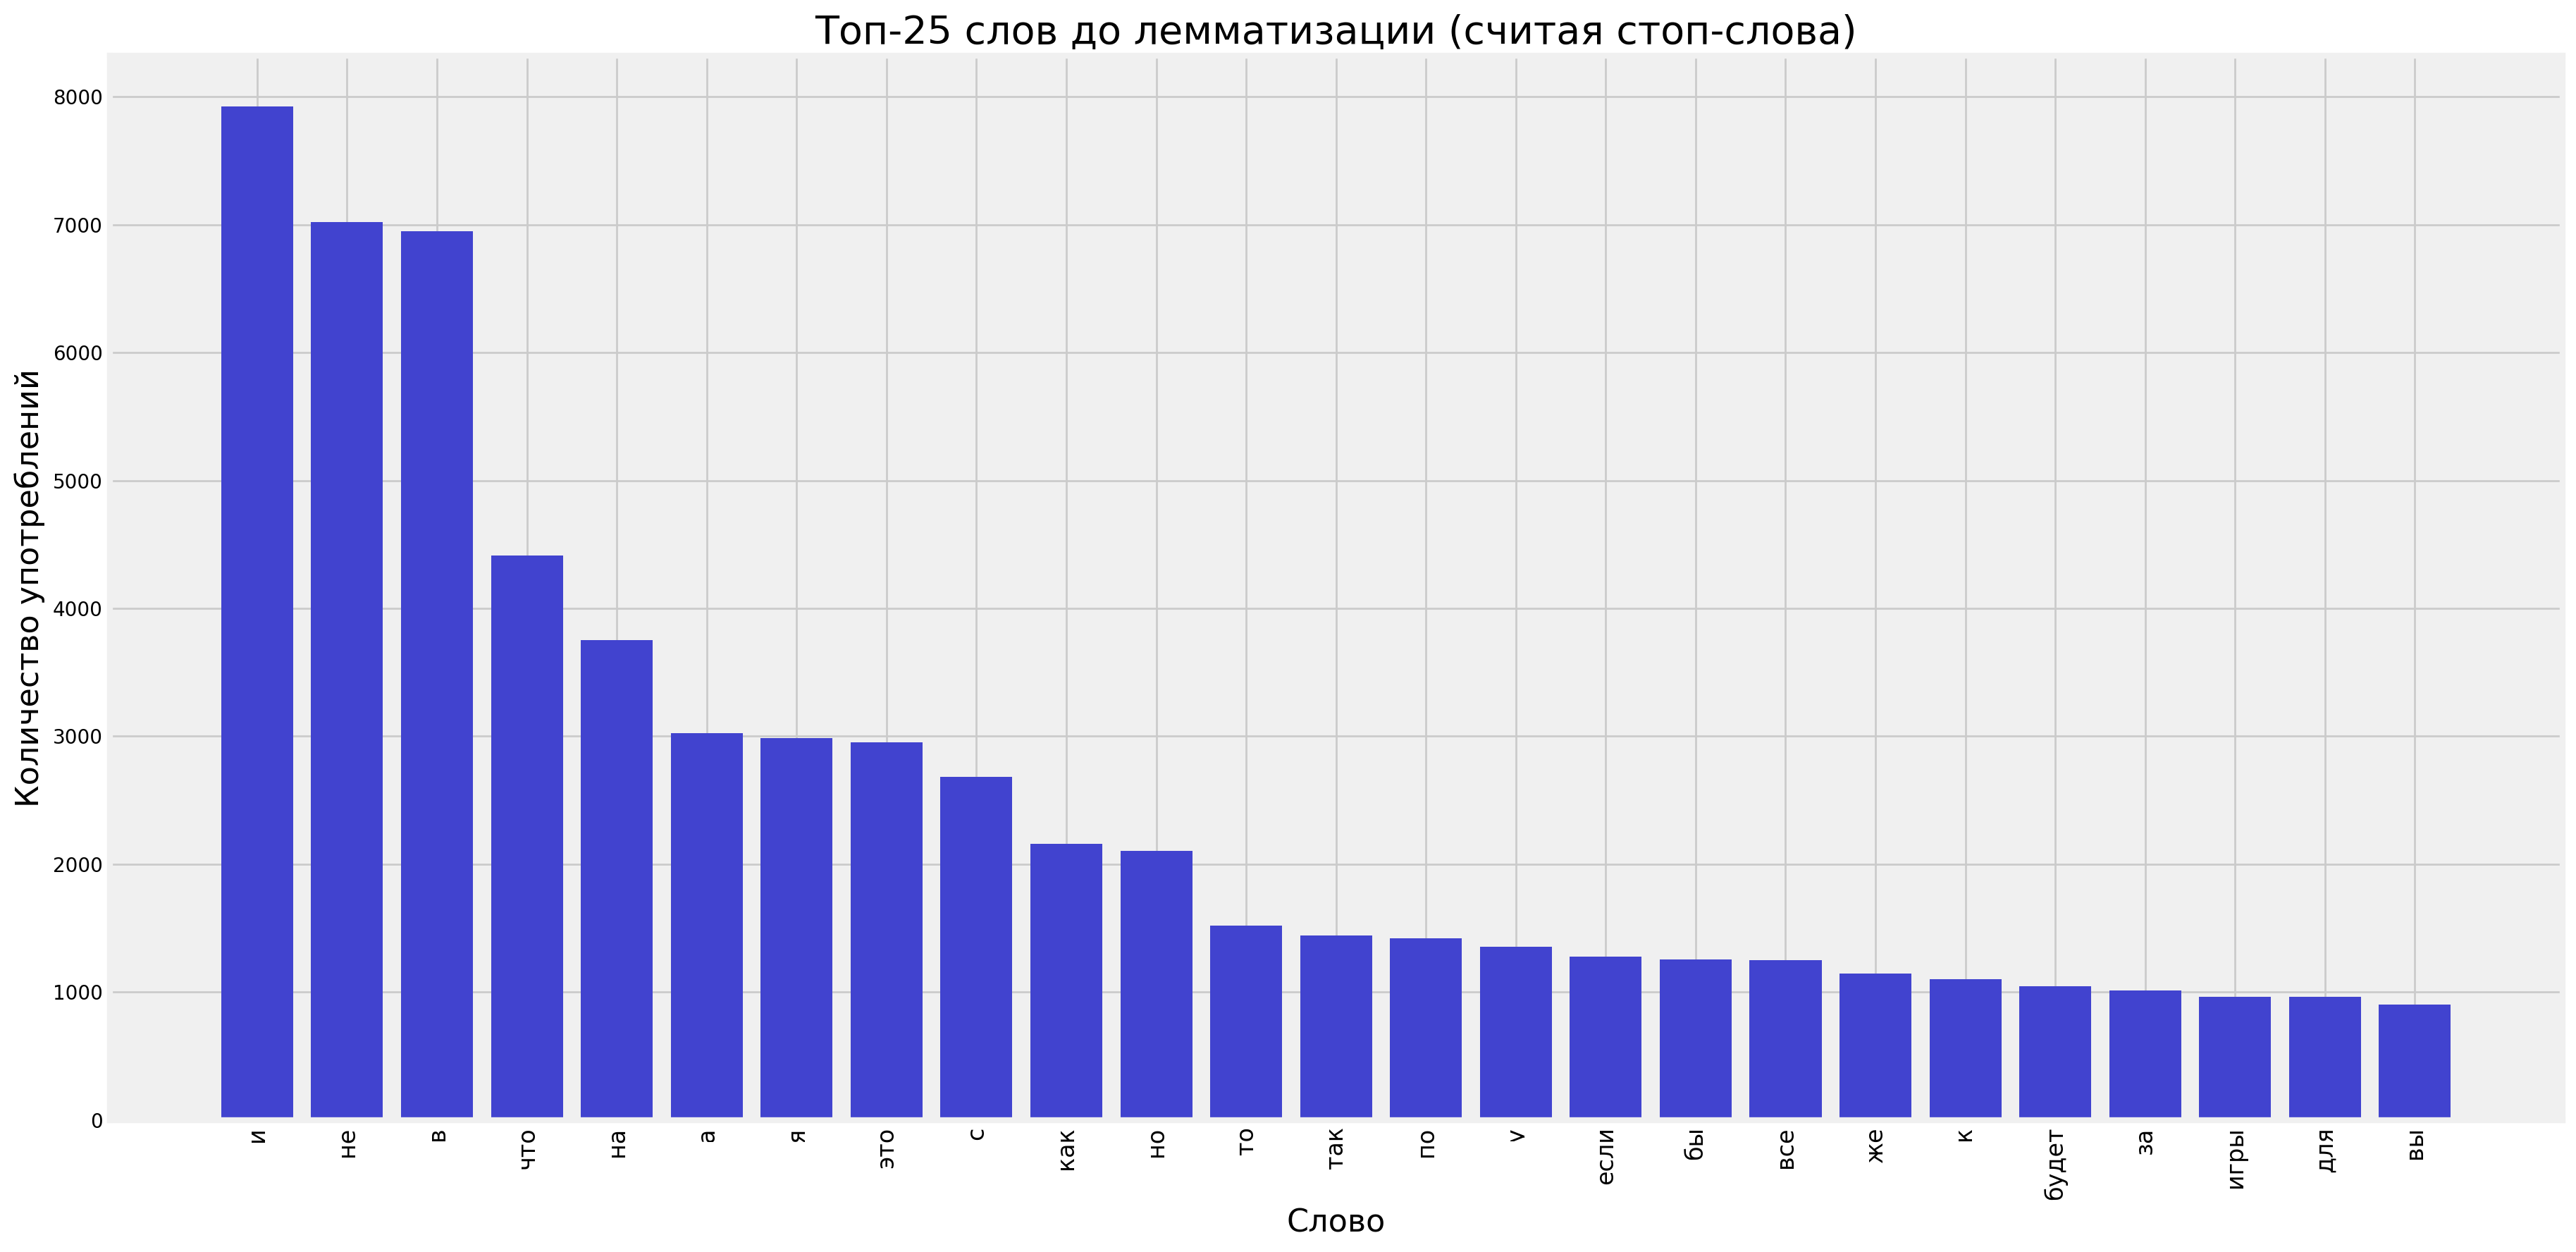 Топ-25 слов до лемматизации (считая стоп-слова)
Количество употреблений
8000
7000
6000
5000
4000
3000
2000
1000
0
и
не
в
что
на
а
я
это
с
как
но
то
так
по
v
если
бы
все
же
к
будет
за
игры
для
вы
Слово